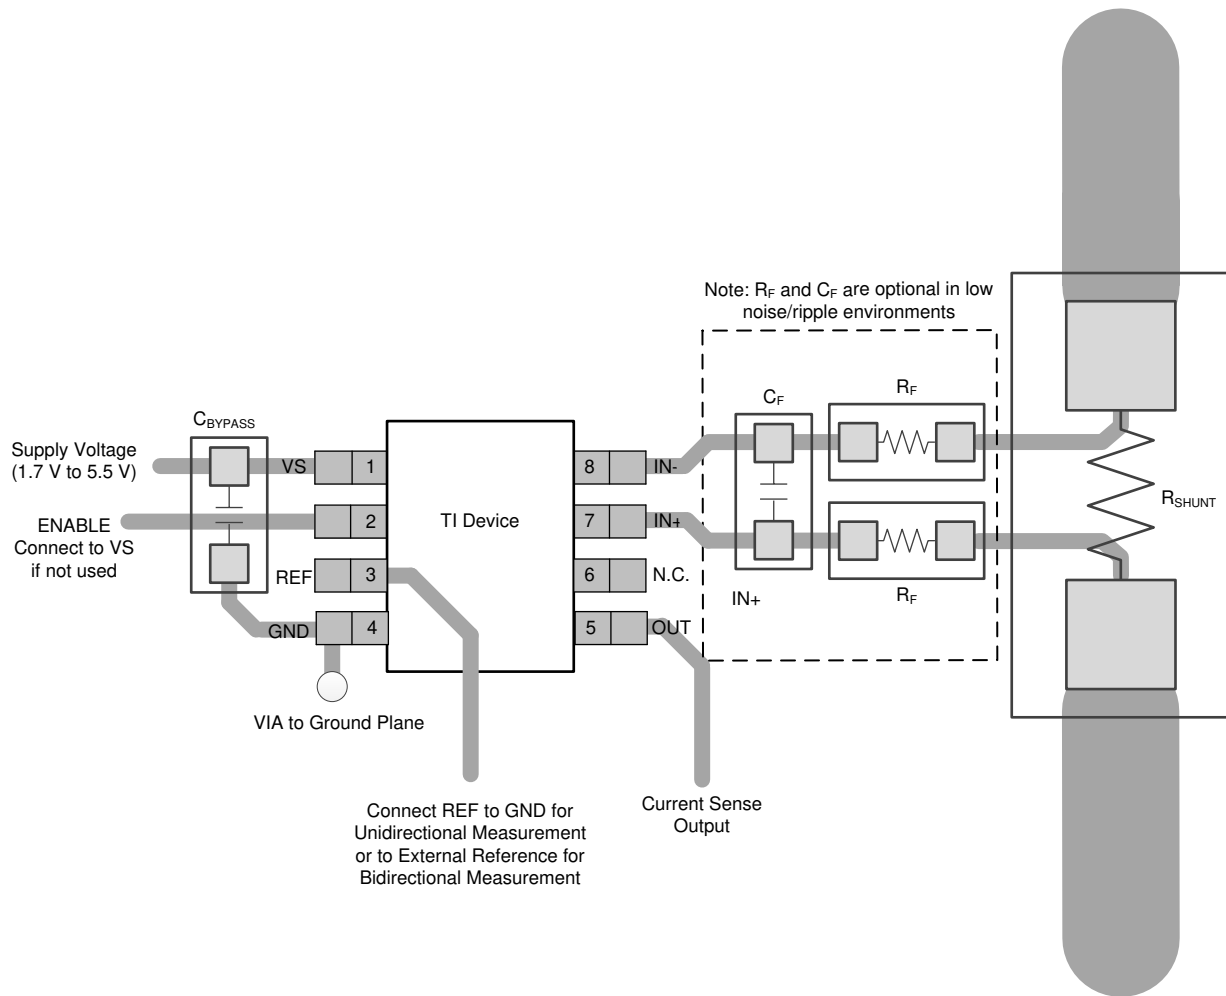 Note: RF and CF are optional in low
noise/ripple environments
CBYPASS
CF
RF
Supply Voltage
(1.7 V to 5.5 V)
VS
1
8
IN-
RSHUNT
ENABLE
Connect to VS
if not used
2
TI Device
7
IN+
REF
3
6
N.C.
IN+
RF
GND
4
5
OUT
VIA to Ground Plane
Connect REF to GND for
Unidirectional Measurement
or to External Reference for
Bidirectional Measurement
Current Sense
Output